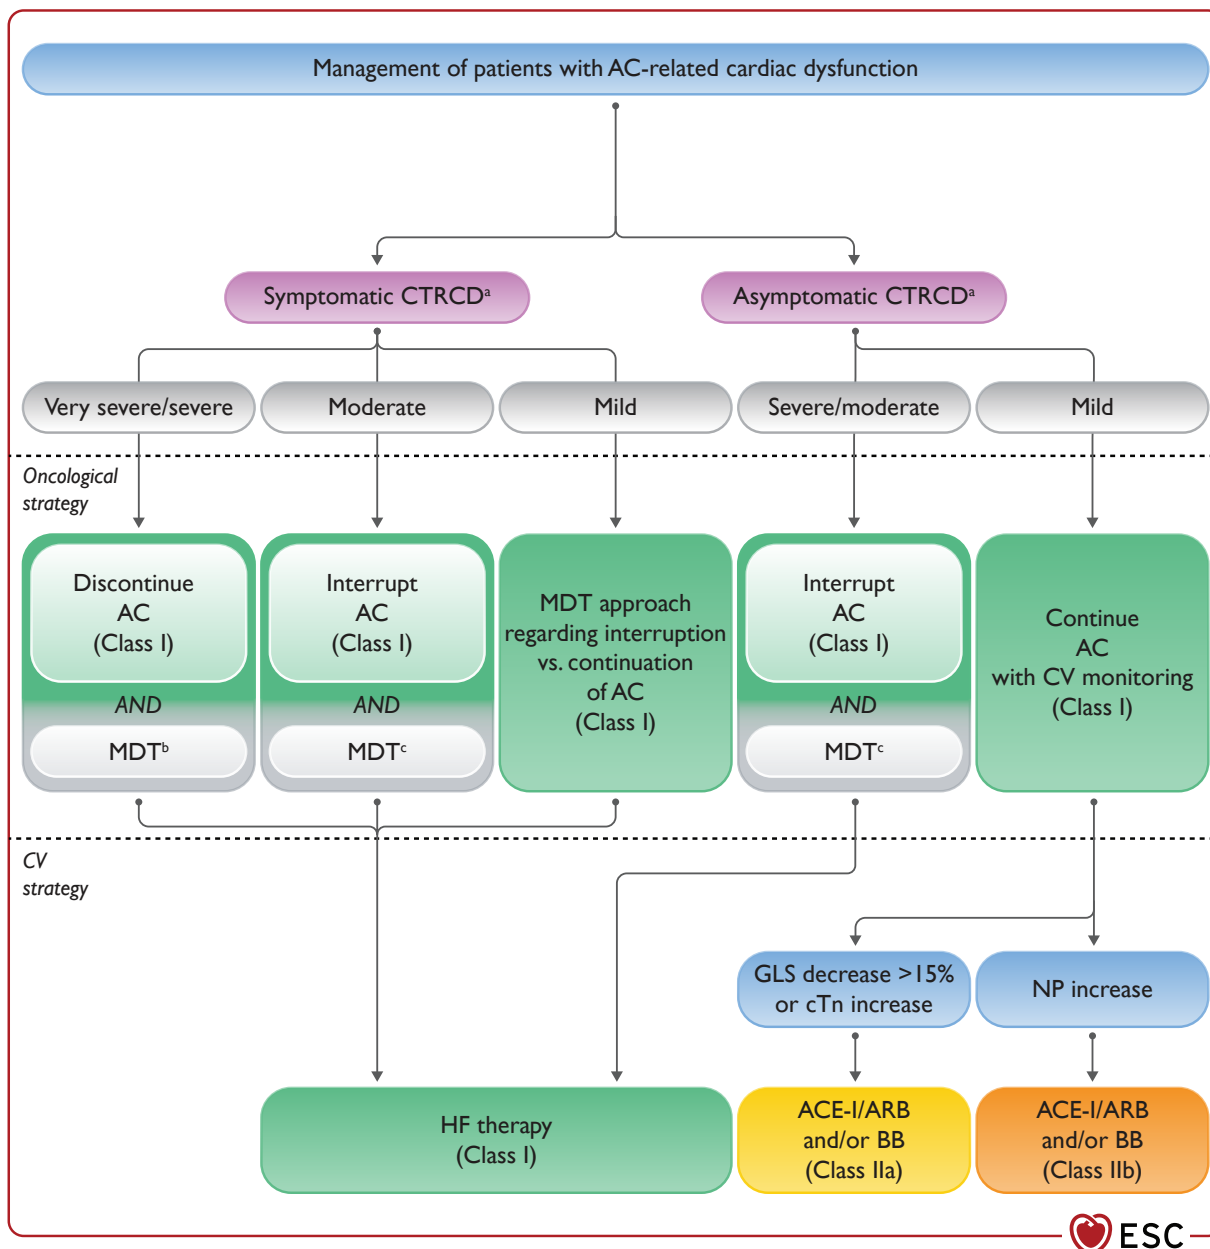 Management of patients with AC-related cardiac dysfunction
Symptomatic CTRCDᵃ
Asymptomatic CTRCDᵃ
Very severe/severe
Moderate
Mild
Severe/moderate
Mild
Oncological
strategy
Discontinue
AC
(Class I)
AND
MDTᵇ
Interrupt
AC
(Class I)
AND
MDTᶜ
MDT approach
regarding interruption
vs. continuation
of AC
(Class I)
Interrupt
AC
(Class I)
AND
MDTᶜ
Continue
AC
with CV monitoring
(Class I)
CV
strategy
GLS decrease >15%
or cTn increase
NP increase
HF therapy
(Class I)
ACE-I/ARB
and/or BB
(Class IIa)
ACE-I/ARB
and/or BB
(Class IIb)
ESC